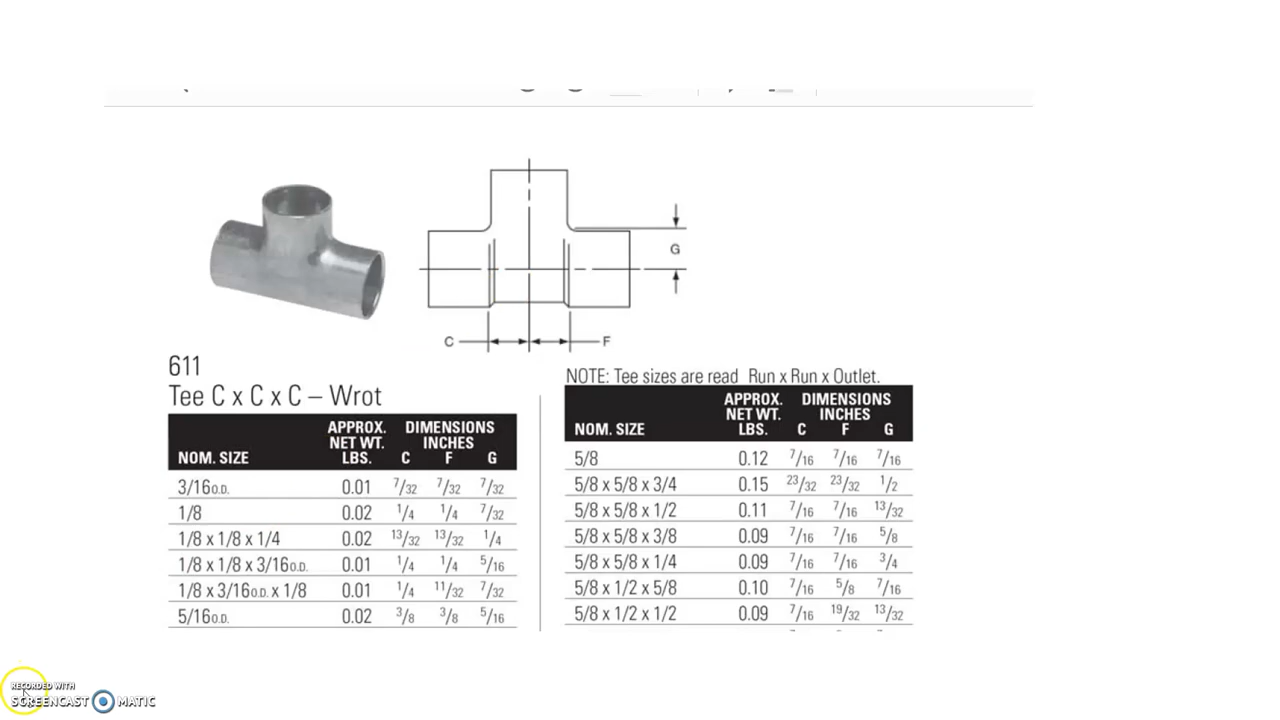 G
C F
611
Tee C x C x C – Wrot
NOM. SIZE APPROX. NET WT. LBS. DIMENSIONS INCHES C F G
3/16 O.D. 0.01 7/32 7/32 7/32
1/8 0.02 1/4 1/4 7/32
1/8 x 1/8 x 1/4 0.02 13/32 13/32 1/4
1/8 x 1/8 x 3/16 O.D. 0.01 1/4 1/4 5/16
1/8 x 3/16 O.D. x 1/8 0.01 1/4 11/32 7/32
5/16 O.D. 0.02 3/8 3/8 5/16
NOTE: Tee sizes are read Run x Run x Outlet.
NOM. SIZE APPROX. NET WT. LBS. DIMENSIONS INCHES C F G
5/8 0.12 7/16 7/16 7/16
5/8 x 5/8 x 3/4 0.15 23/32 23/32 1/2
5/8 x 5/8 x 1/2 0.11 7/16 7/16 13/32
5/8 x 5/8 x 3/8 0.09 7/16 7/16 5/8
5/8 x 5/8 x 1/4 0.09 7/16 7/16 3/4
5/8 x 1/2 x 5/8 0.10 7/16 5/8 7/16
5/8 x 1/2 x 1/2 0.09 7/16 19/32 13/32
RECORDED WITH
SCREENCAST MATIC